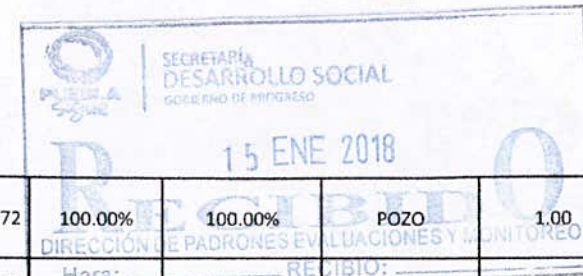 PUEBLA
Sigue
SECRETARÍA
DESARROLLO SOCIAL
GOBIERNO DE PROGRESO
15 ENE 2018
RECIBIDO
72 100.00% 100.00% POZO 1,00
DIRECCIÓN DE PADRONES EVALUACIONES Y MONITOREO
Hora: RECIBIO: